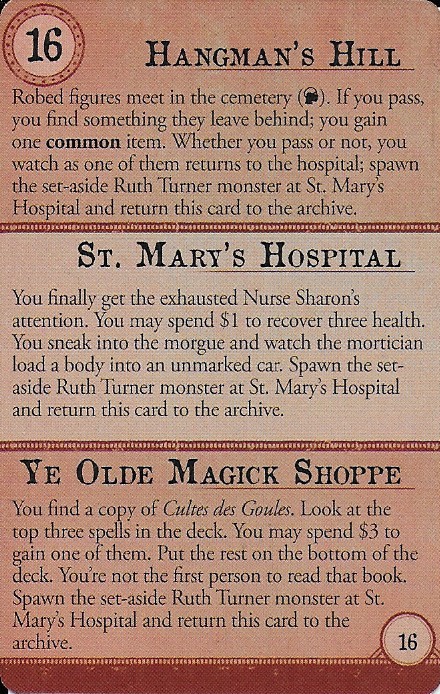 16
HANGMAN'S HILL
Robed figures meet in the cemetery (). If you pass,
you find something they leave behind; you gain
one common item. Whether you pass or not, you
watch as one of them returns to the hospital; spawn
the set-aside Ruth Turner monster at St. Mary's
Hospital and return this card to the archive.
ST. MARY'S HOSPITAL
You finally get the exhausted Nurse Sharon's
attention. You may spend $1 to recover three health.
You sneak into the morgue and watch the mortician
load a body into an unmarked car. Spawn the set-
aside Ruth Turner monster at St. Mary's Hospital
and return this card to the archive.
YE OLDE MAGICK SHOPPE
You find a copy of Cultes des Goules. Look at the
top three spells in the deck. You may spend $3 to
gain one of them. Put the rest on the bottom of the
deck. You're not the first person to read that book.
Spawn the set-aside Ruth Turner monster at St.
Mary's Hospital and return this card to the
archive.
16